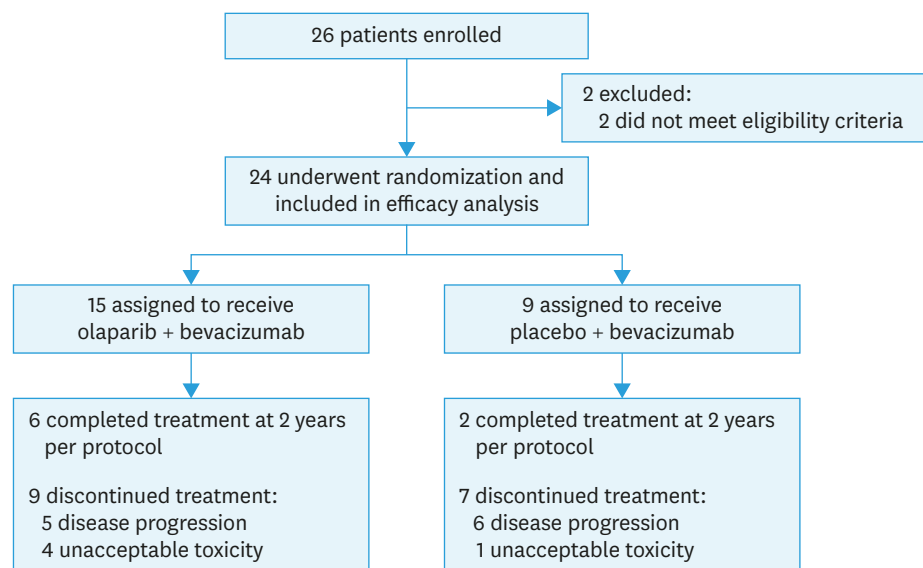 26 patients enrolled
2 excluded:
2 did not meet eligibility criteria
24 underwent randomization and
included in efficacy analysis
15 assigned to receive
olaparib + bevacizumab
9 assigned to receive
placebo + bevacizumab
6 completed treatment at 2 years
per protocol
9 discontinued treatment:
5 disease progression
4 unacceptable toxicity
2 completed treatment at 2 years
per protocol
7 discontinued treatment:
6 disease progression
1 unacceptable toxicity